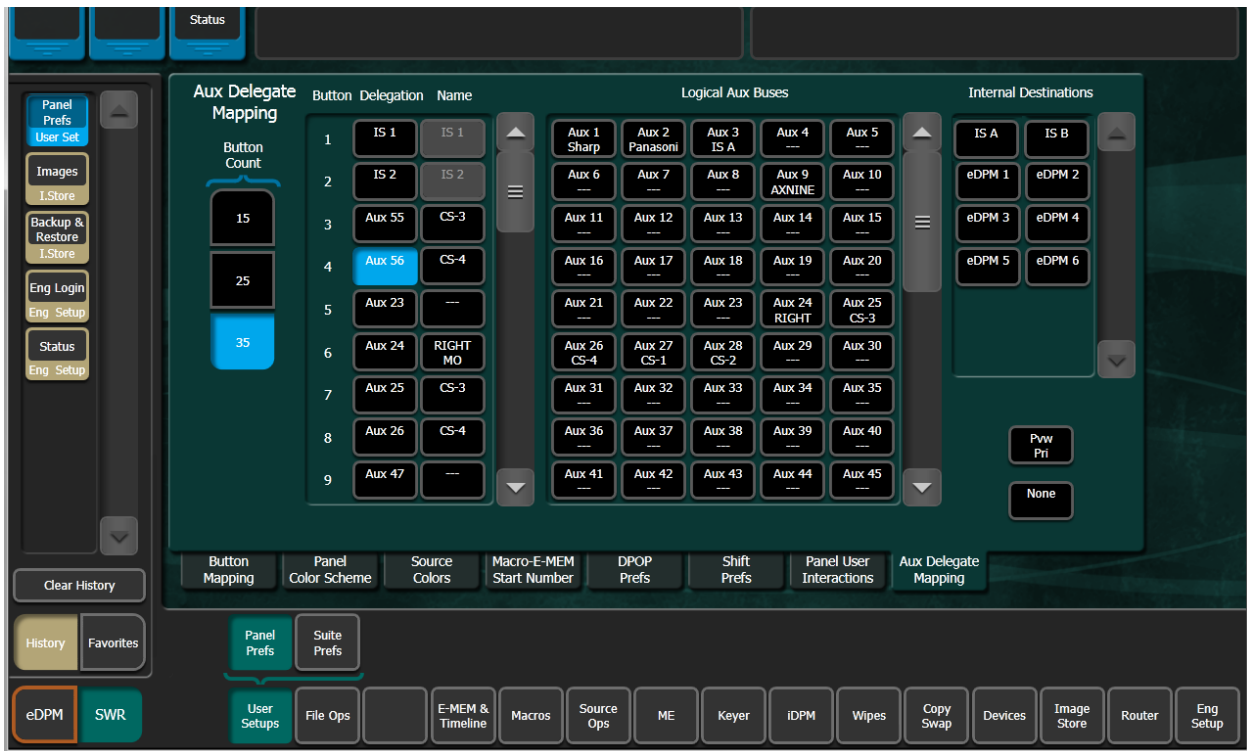 Status
Panel
Prefs
User Set
Images
I.Store
Backup &
Restore
I.Store
Eng Login
Eng Setup
Status
Eng Setup
Clear History
History Favorites
eDPM SWR
Aux Delegate
Mapping
Button
Count
15
25
35
Button Delegation Name
1 IS 1 IS 1
2 IS 2 IS 2
3 Aux 55 CS-3
4 Aux 56 CS-4
5 Aux 23 ---
6 Aux 24 RIGHT
MO
7 Aux 25 CS-3
8 Aux 26 CS-4
9 Aux 47 ---
Logical Aux Buses
Aux 1 Aux 2 Aux 3 Aux 4 Aux 5
Sharp Panasoni IS A --- ---
Aux 6 Aux 7 Aux 8 Aux 9 Aux 10
--- --- --- AXNINE ---
Aux 11 Aux 12 Aux 13 Aux 14 Aux 15
--- --- --- --- ---
Aux 16 Aux 17 Aux 18 Aux 19 Aux 20
--- --- --- --- ---
Aux 21 Aux 22 Aux 23 Aux 24 Aux 25
--- --- --- RIGHT CS-3
Aux 26 Aux 27 Aux 28 Aux 29 Aux 30
CS-4 CS-1 CS-2 --- ---
Aux 31 Aux 32 Aux 33 Aux 34 Aux 35
--- --- --- --- ---
Aux 36 Aux 37 Aux 38 Aux 39 Aux 40
--- --- --- --- ---
Aux 41 Aux 42 Aux 43 Aux 44 Aux 45
--- --- --- --- ---
Internal Destinations
IS A IS B
eDPM 1 eDPM 2
eDPM 3 eDPM 4
eDPM 5 eDPM 6
Pvw
Pri
None
Button Panel Source Macro-E-MEM DPOP Shift Panel User Aux Delegate
Mapping Color Scheme Colors Start Number Prefs Prefs Interactions Mapping
Panel Suite
Prefs Prefs
User
Setups
File Ops
E-MEM &
Timeline
Macros
Source
Ops
ME
Keyer
iDPM
Wipes
Copy
Swap
Devices
Image
Store
Router
Eng
Setup